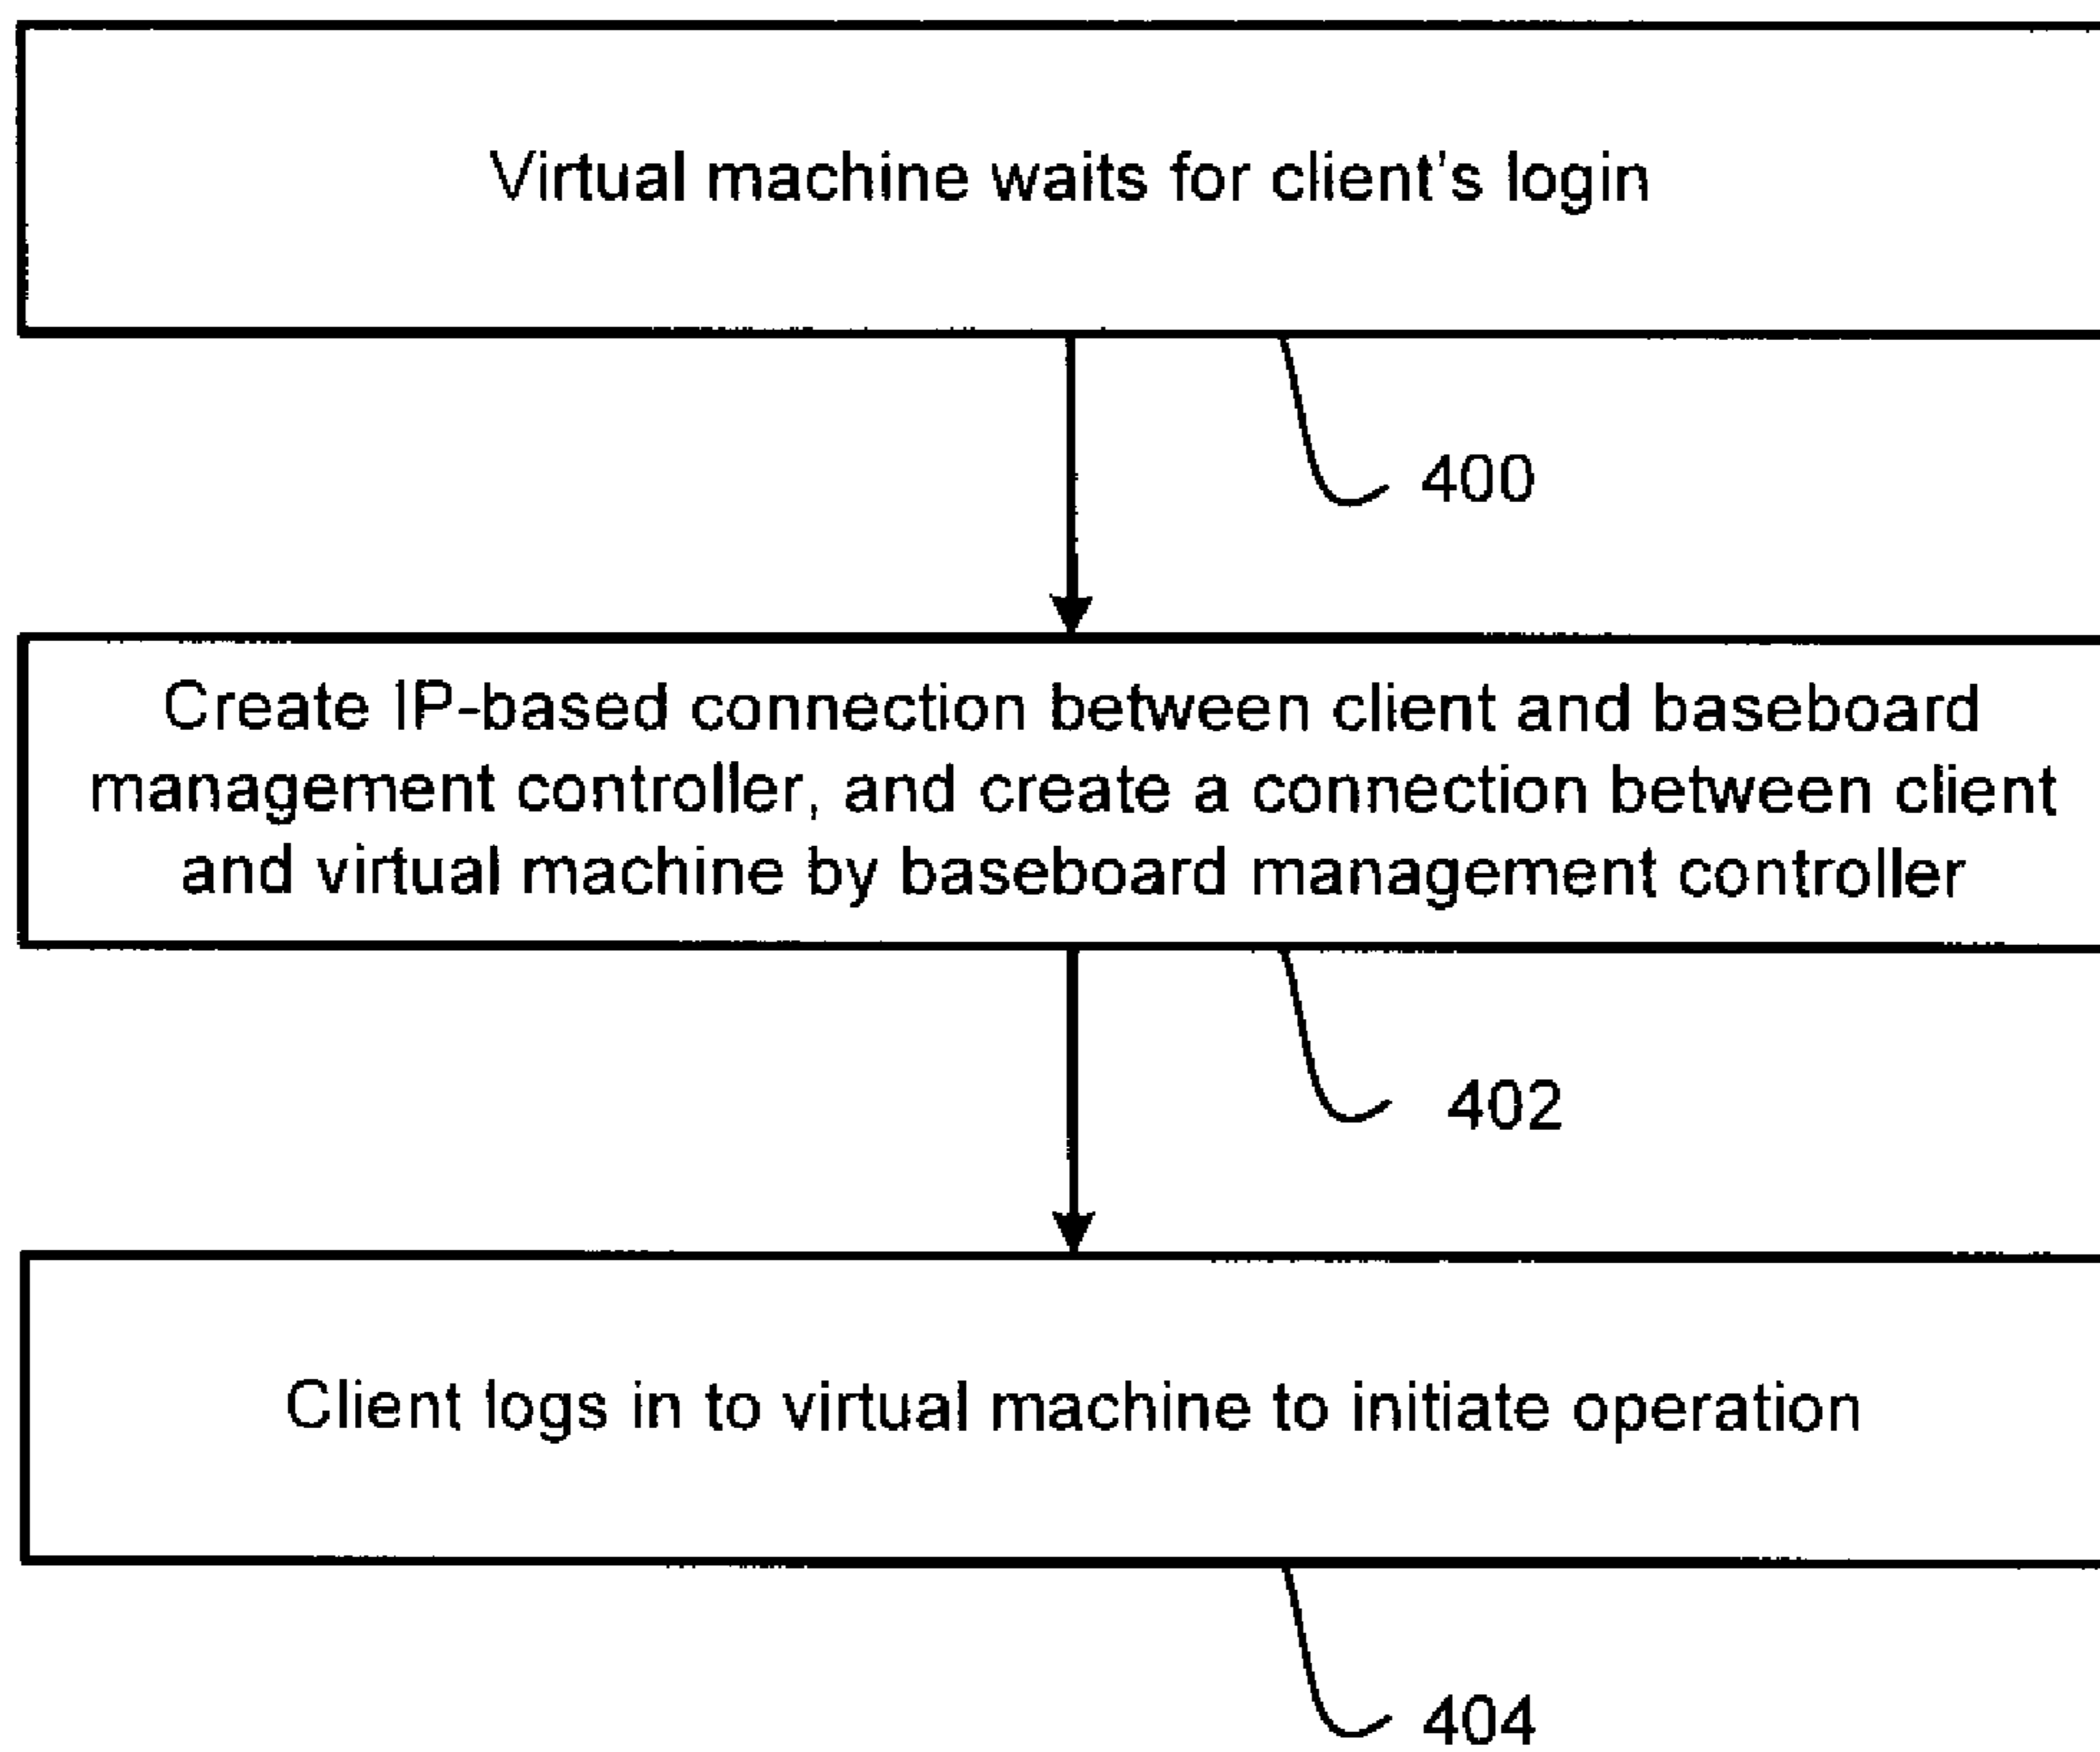 Virtual machine waits for client's login
400
Create IP-based connection between client and baseboard
management controller, and create a connection between client
and virtual machine by baseboard management controller
402
Client logs in to virtual machine to initiate operation
404